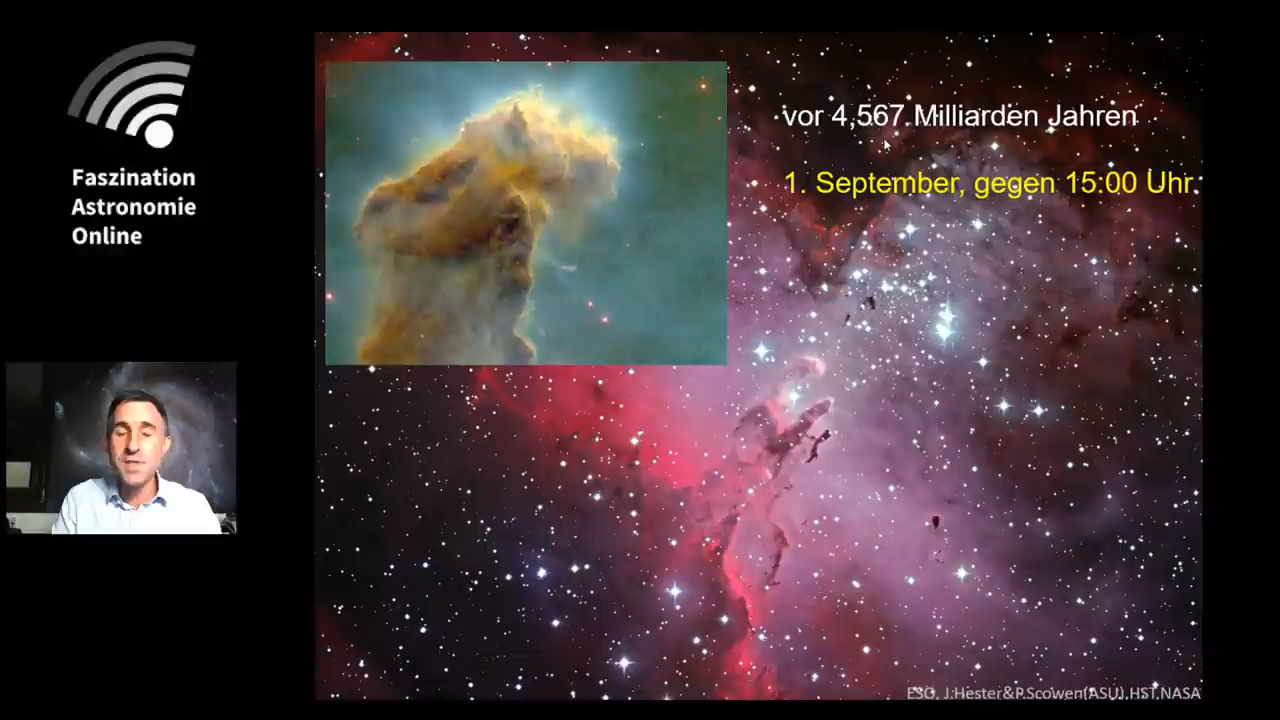 Faszination
Astronomie
Online
vor 4,567 Milliarden Jahren
1. September, gegen 15:00 Uhr
ESO, J.Hester&P.Scowen(ASU),HST,NASA